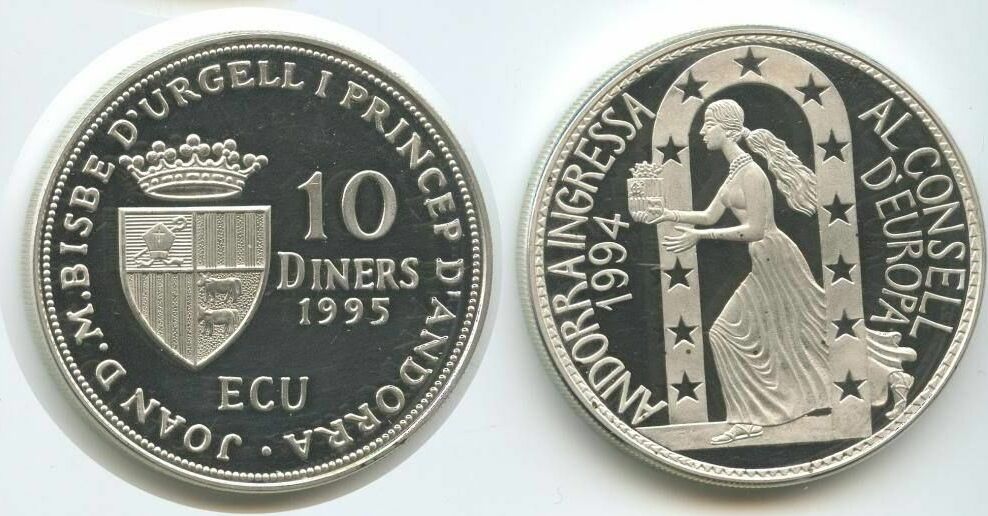 JOAN D.M.BISBE D'URGELL I PRINCEP D'ANDORRA ·
10
DINERS
1995
ECU
ANDORRA INGRESSA
1994
AL CONSELL
D'EUROPA